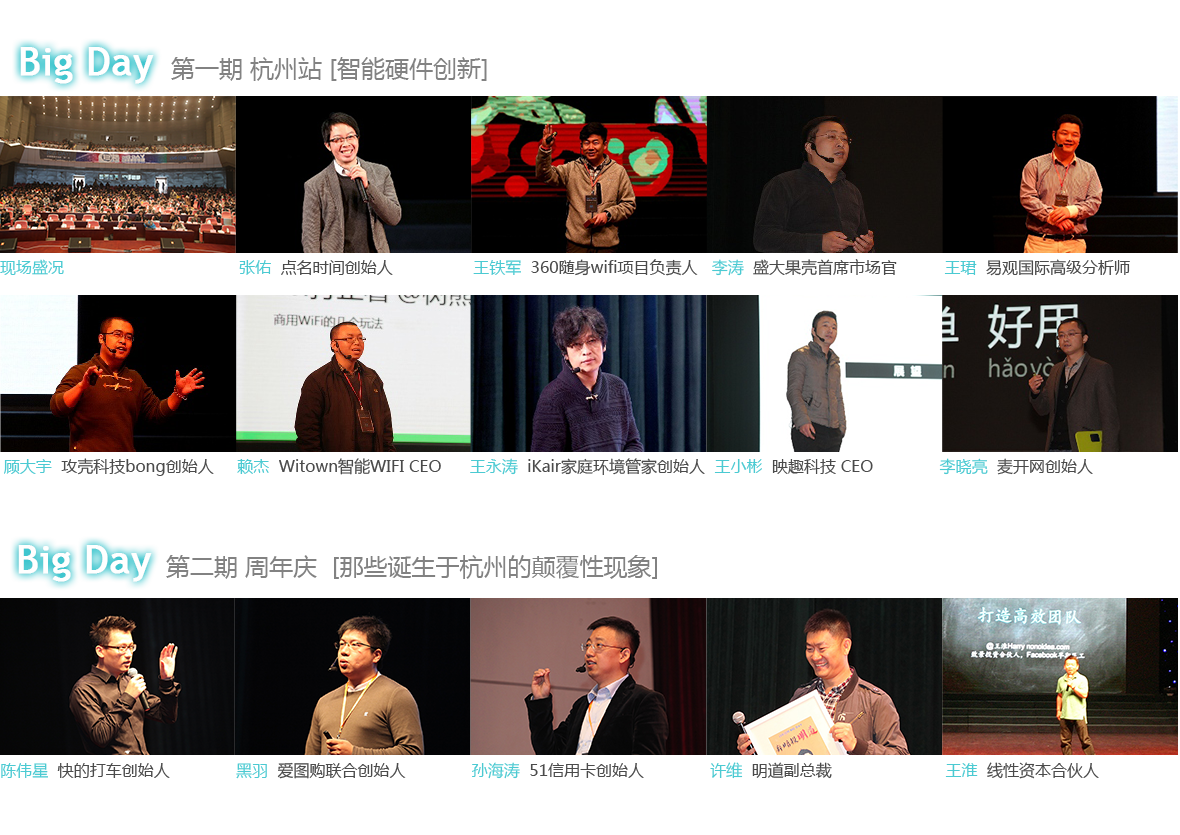 Big Day 第一期 杭州站 [智能硬件创新]
现场盛况 张佑 点名时间创始人 王铁军 360随身wifi项目负责人 李涛 盛大果壳首席市场官 王珺 易观国际高级分析师
商用WiFi的几个玩法
展望
单 好用
hǎoyò
顾大宇 攻壳科技bong创始人 赖杰 Witown智能WIFI CEO 王永涛 iKair家庭环境管家创始人 王小彬 映趣科技 CEO 李晓亮 麦开网创始人
Big Day 第二期 周年庆 [那些诞生于杭州的颠覆性现象]
打造高效团队
@王淮Harry nonoidea.com
陈伟星 快的打车创始人 黑羽 爱图购联合创始人 孙海涛 51信用卡创始人 许维 明道副总裁 王淮 线性资本合伙人